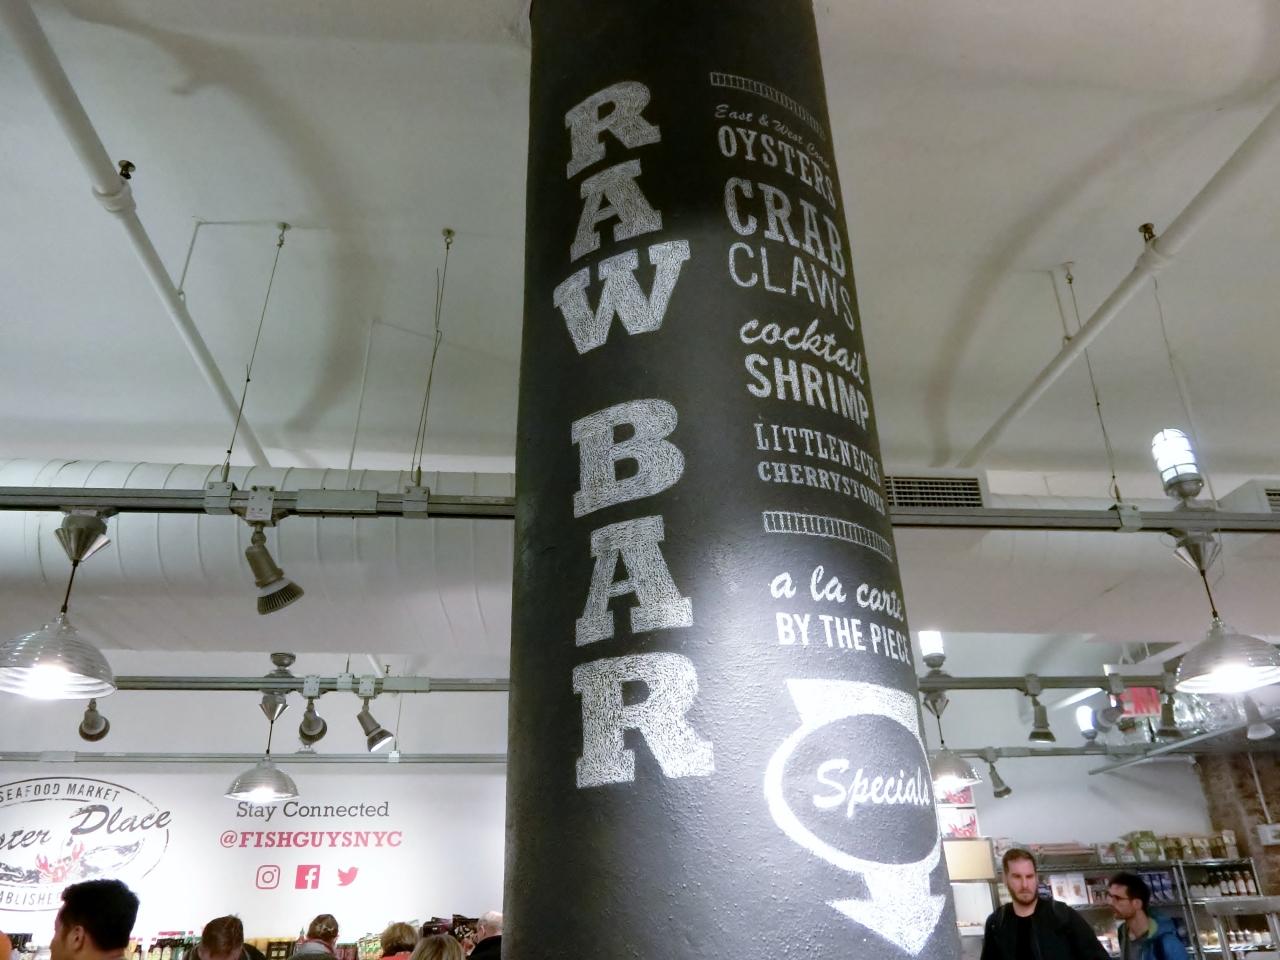 RAW
BAR
East & West Coast
OYSTERS
CRAB
CLAWS
cocktail
SHRIMP
LITTLENECKS
CHERRYSTONES
a la carte
BY THE PIECE
Specials
SEAFOOD MARKET
Place
Stay Connected
@FISHGUYSNYC